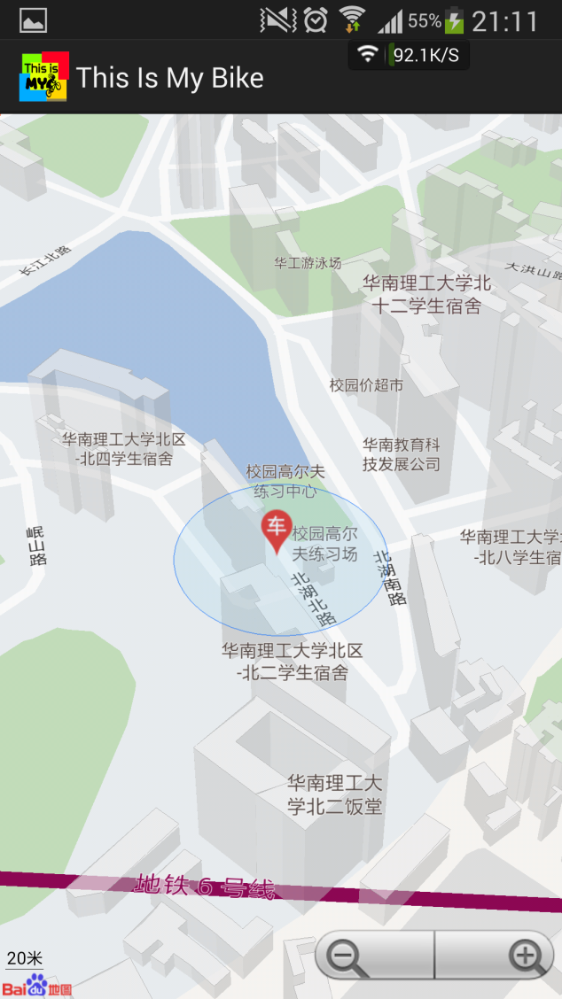 55%
21:11
92.1K/S
This is
MY
This Is My Bike
长江北路
华工游泳场
华南理工大学北
十二学生宿舍
大洪山路
校园价超市
华南理工大学北区
-北四学生宿舍
华南教育科
技发展公司
校园高尔夫
练习中心
车
校园高尔
夫练习场
岷山路
北湖北路
北湖南路
华南理工大学
-北八学生宿
华南理工大学北区
-北二学生宿舍
华南理工大
学北二饭堂
地铁6号线
20米
Bai du 地图